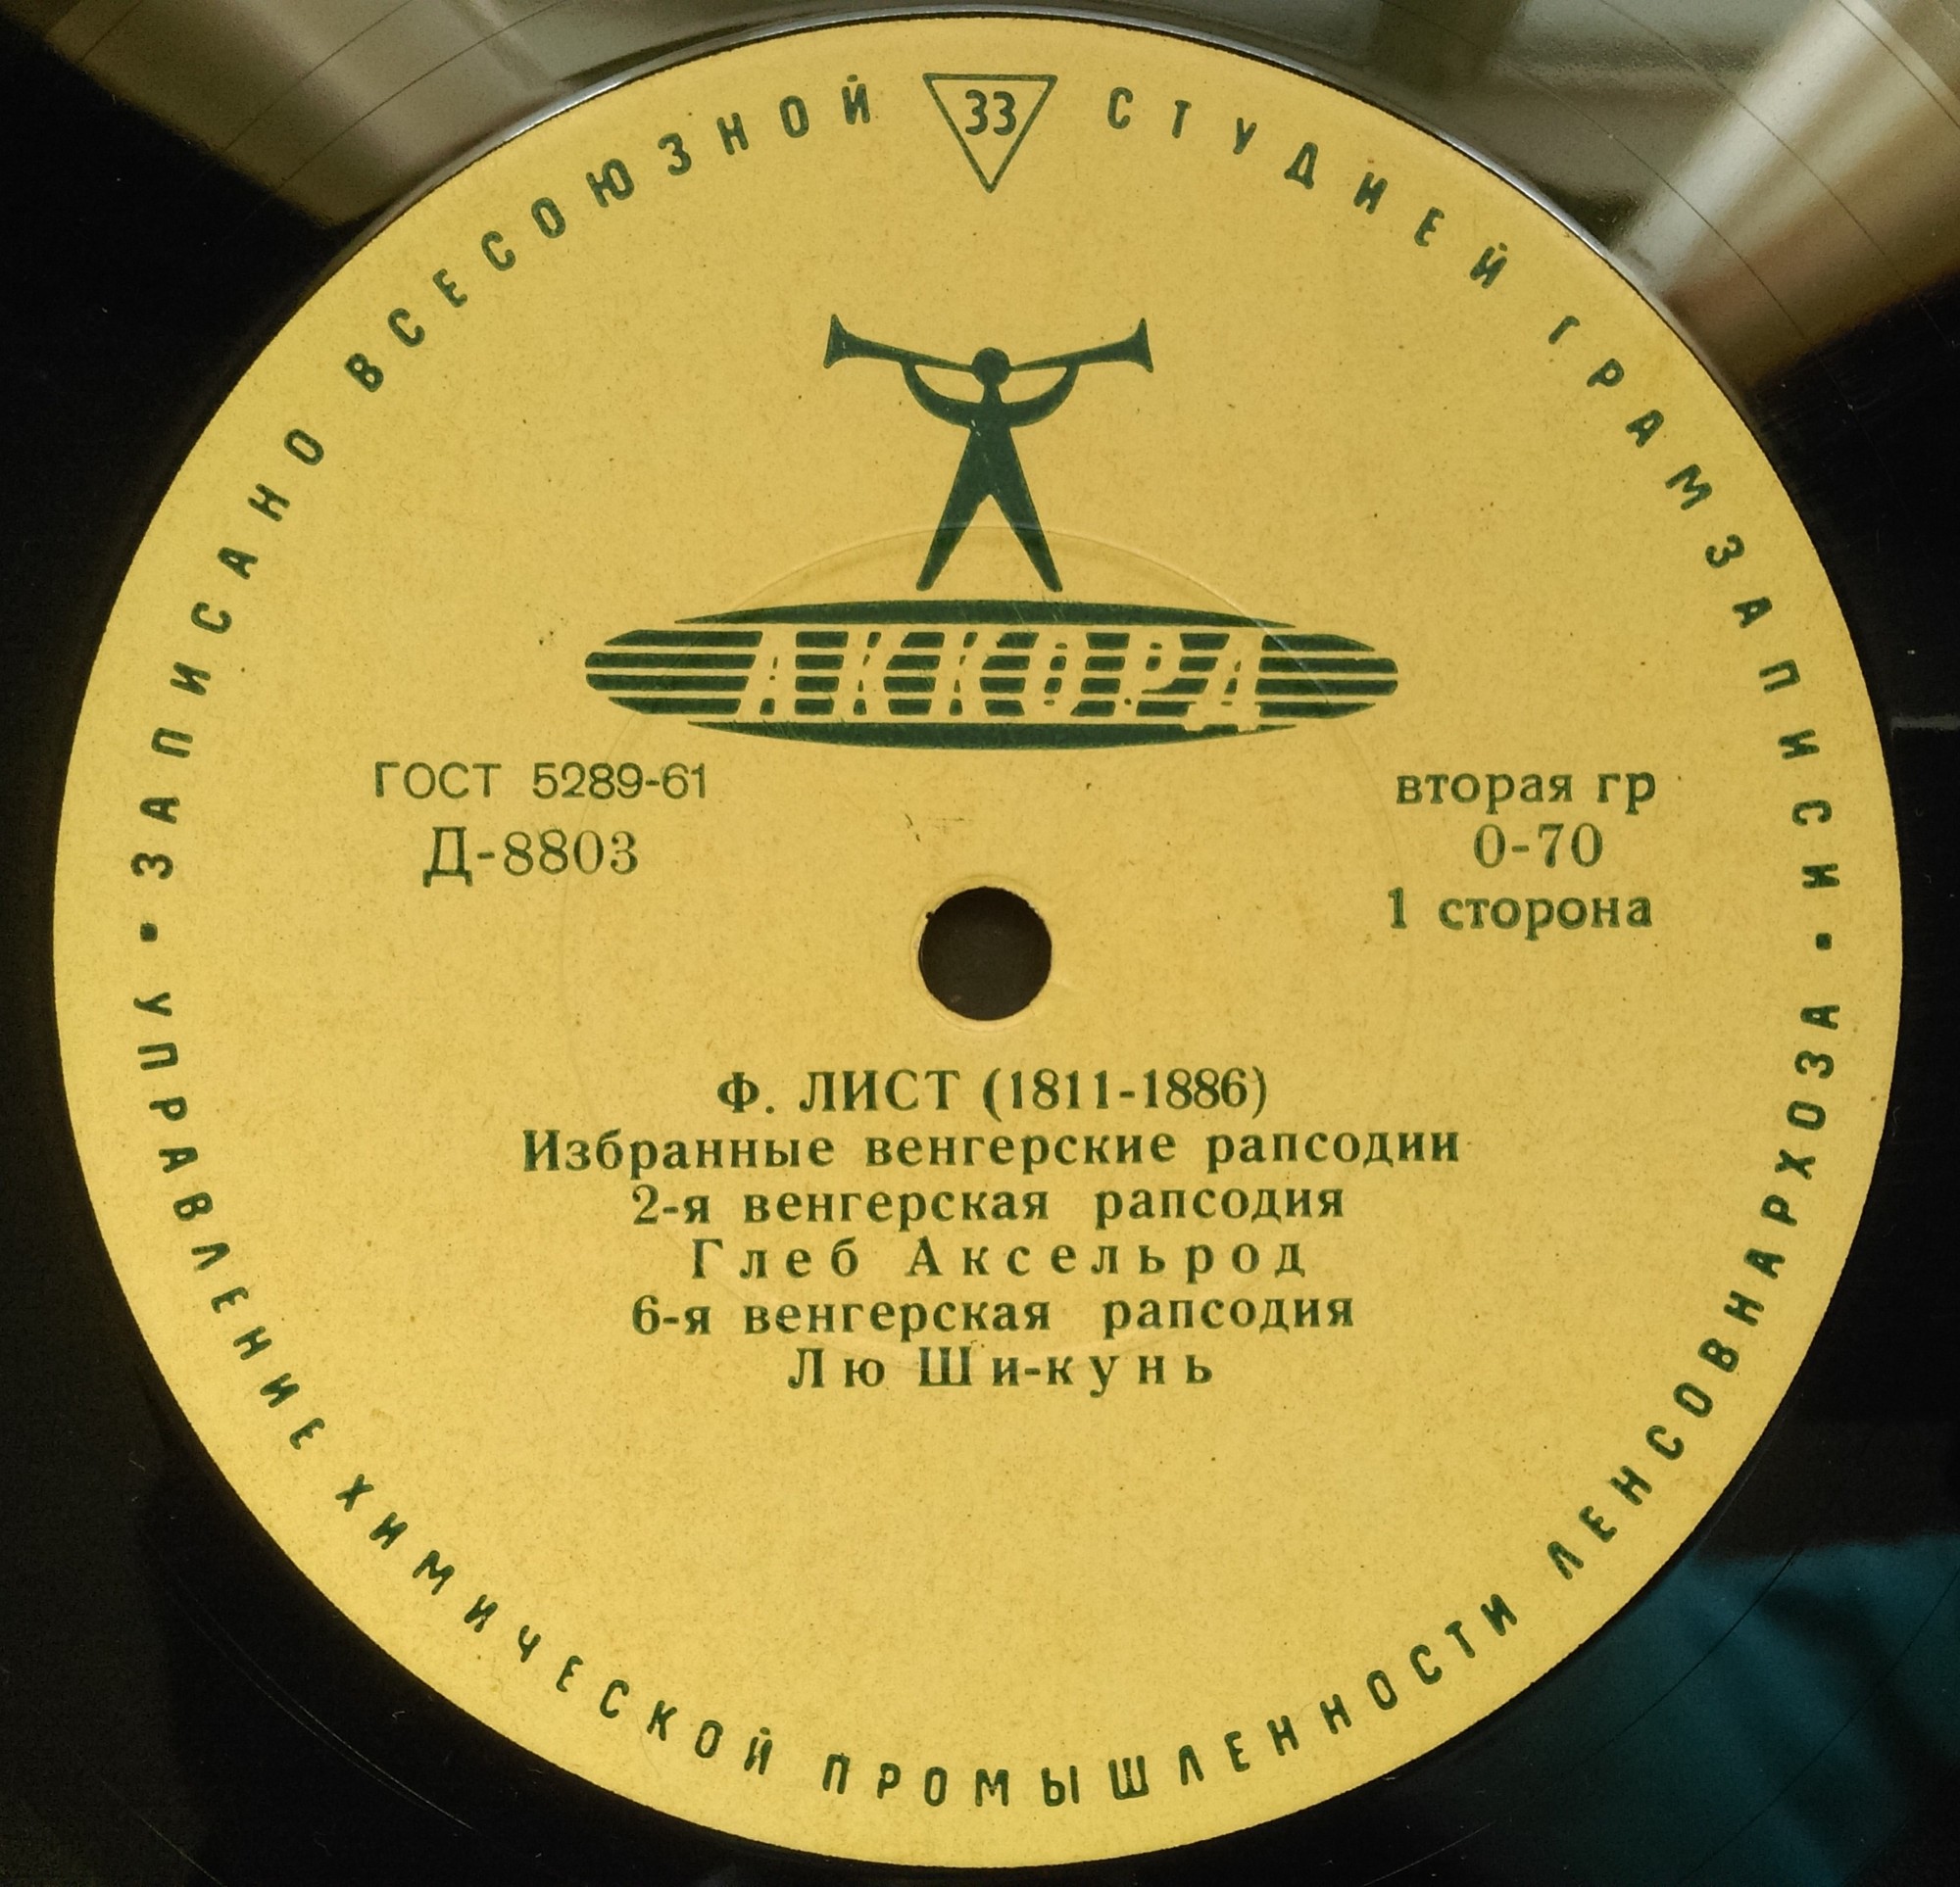 ЗАПИСАНО ВСЕСОЮЗНОЙ СТУДИЕЙ ГРАМЗАПИСИ •
33
АККОРД
ГОСТ 5289-61
Д-8803
вторая гр
0-70
1 сторона
Ф. ЛИСТ (1811-1886)
Избранные венгерские рапсодии
2-я венгерская рапсодия
Глеб Аксельрод
6-я венгерская рапсодия
Лю Ши-кунь
УПРАВЛЕНИЕ ХИМИЧЕСКОЙ ПРОМЫШЛЕННОСТИ ЛЕНСОВНАРХОЗА •